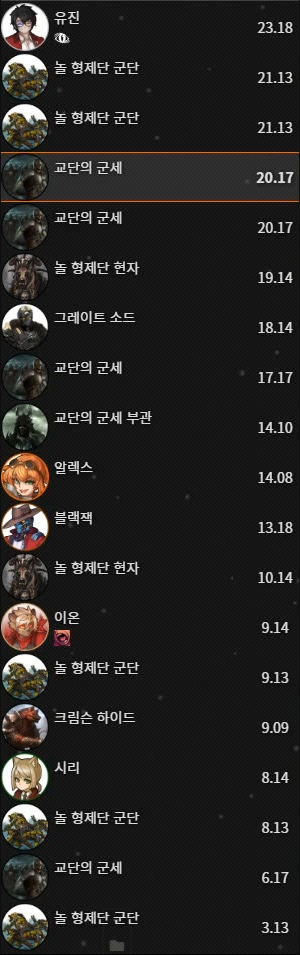 유진
23.18
놀 형제단 군단
21.13
놀 형제단 군단
21.13
교단의 군세
20.17
교단의 군세
20.17
놀 형제단 현자
19.14
그레이트 소드
18.14
교단의 군세
17.17
교단의 군세 부관
14.10
알렉스
14.08
블랙잭
13.18
놀 형제단 현자
10.14
이온
9.14
놀 형제단 군단
9.13
크림슨 하이드
9.09
시리
8.14
놀 형제단 군단
8.13
교단의 군세
6.17
놀 형제단 군단
3.13